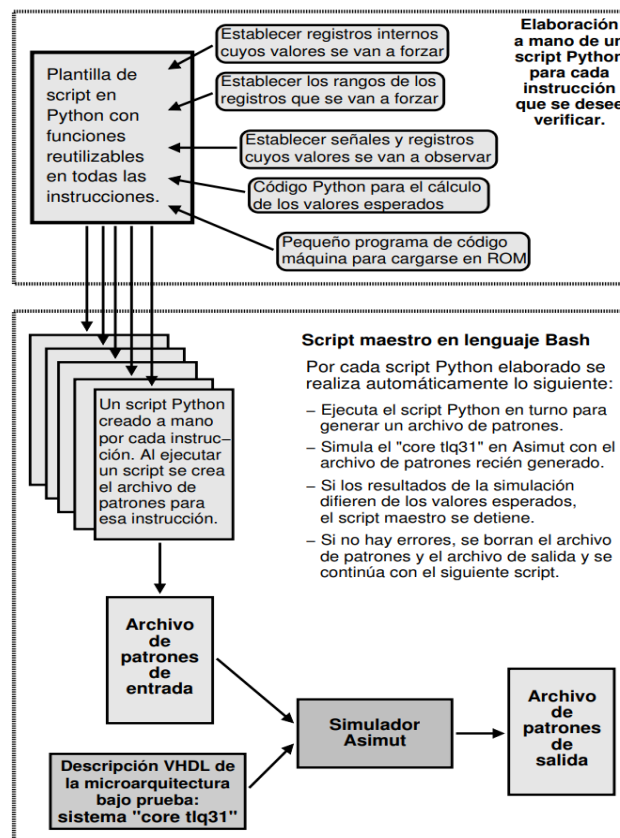 Establecer registros internos
cuyos valores se van a forzar
Elaboración
a mano de un
script Python
para cada
instrucción
que se desee
verificar.
Plantilla de
script en
Python con
funciones
reutilizables
en todas las
instrucciones.
Establecer los rangos de los
registros que se van a forzar
Establecer señales y registros
cuyos valores se van a observar
Código Python para el cálculo
de los valores esperados
Pequeño programa de código
máquina para cargarse en ROM
Script maestro en lenguaje Bash
Por cada script Python elaborado se
realiza automáticamente lo siguiente:
– Ejecuta el script Python en turno para
generar un archivo de patrones.
– Simula el "core tlq31" en Asimut con el
archivo de patrones recién generado.
– Si los resultados de la simulación
difieren de los valores esperados,
el script maestro se detiene.
– Si no hay errores, se borran el archivo
de patrones y el archivo de salida y se
continúa con el siguiente script.
Un script Python
creado a mano
por cada instruc–
ción. Al ejecutar
un script se crea
el archivo de
patrones para
esa instrucción.
Archivo
de
patrones
de
entrada
Simulador
Asimut
Archivo
de
patrones
de
salida
Descripción VHDL de
la microarquitectura
bajo prueba:
sistema "core tlq31"